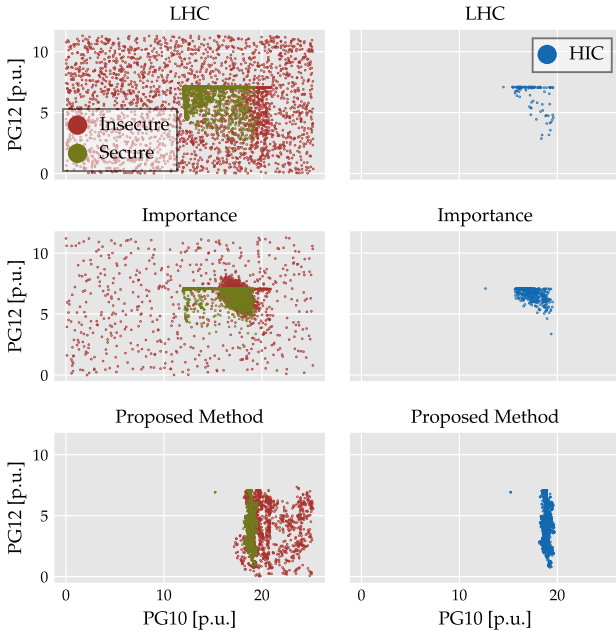 LHC
LHC
PG12 [p.u.]
10
5
0
Insecure
Secure
HIC
Importance
Importance
PG12 [p.u.]
10
5
0
Proposed Method
Proposed Method
PG12 [p.u.]
10
5
0
0
10
20
0
10
20
PG10 [p.u.]
PG10 [p.u.]